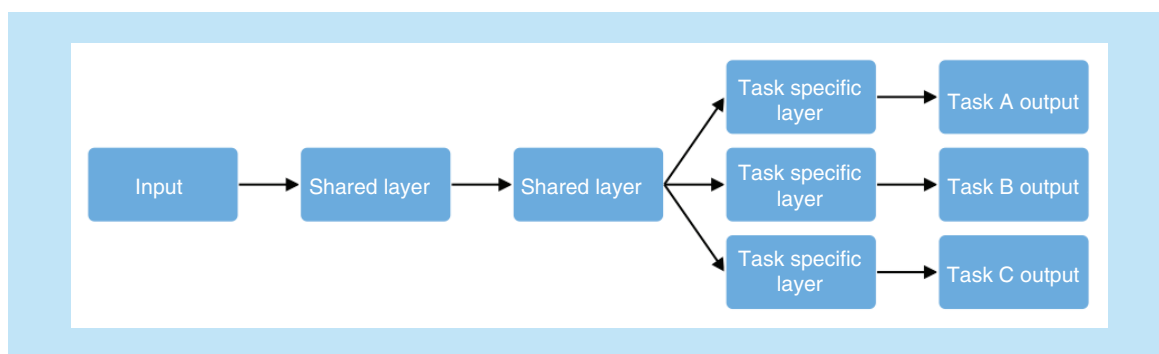 Input
Shared layer
Shared layer
Task specific
layer
Task A output
Task specific
layer
Task B output
Task specific
layer
Task C output